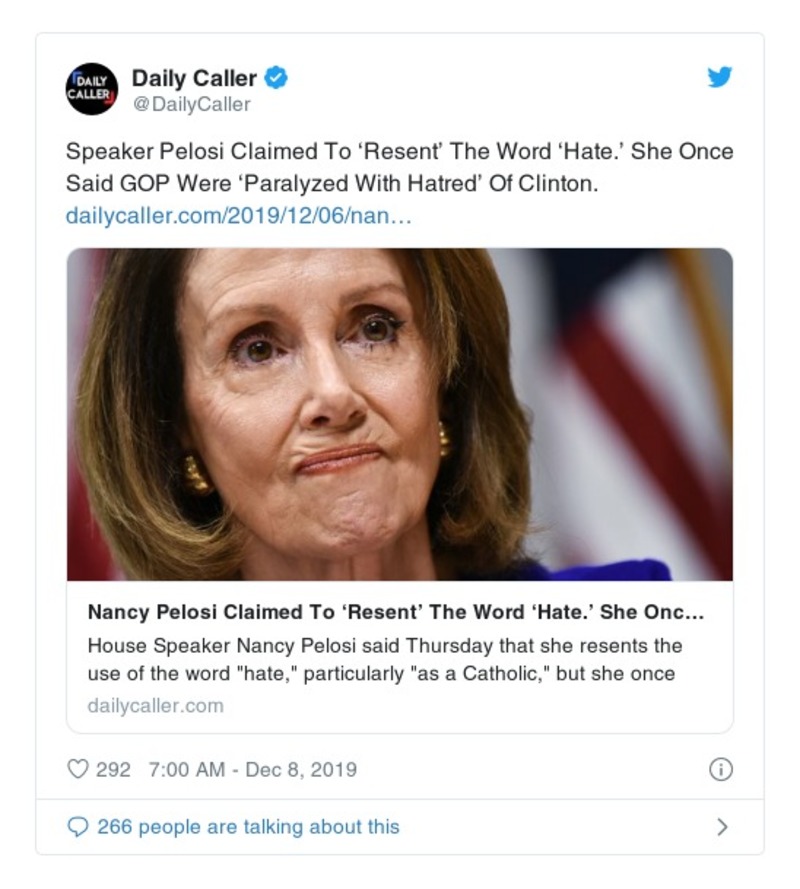 DAILY
CALLER
Daily Caller
@DailyCaller
Speaker Pelosi Claimed To ‘Resent’ The Word ‘Hate.’ She Once
Said GOP Were ‘Paralyzed With Hatred’ Of Clinton.
dailycaller.com/2019/12/06/nan…
Nancy Pelosi Claimed To ‘Resent’ The Word ‘Hate.’ She Onc...
House Speaker Nancy Pelosi said Thursday that she resents the
use of the word "hate," particularly "as a Catholic," but she once
dailycaller.com
292 7:00 AM - Dec 8, 2019
266 people are talking about this